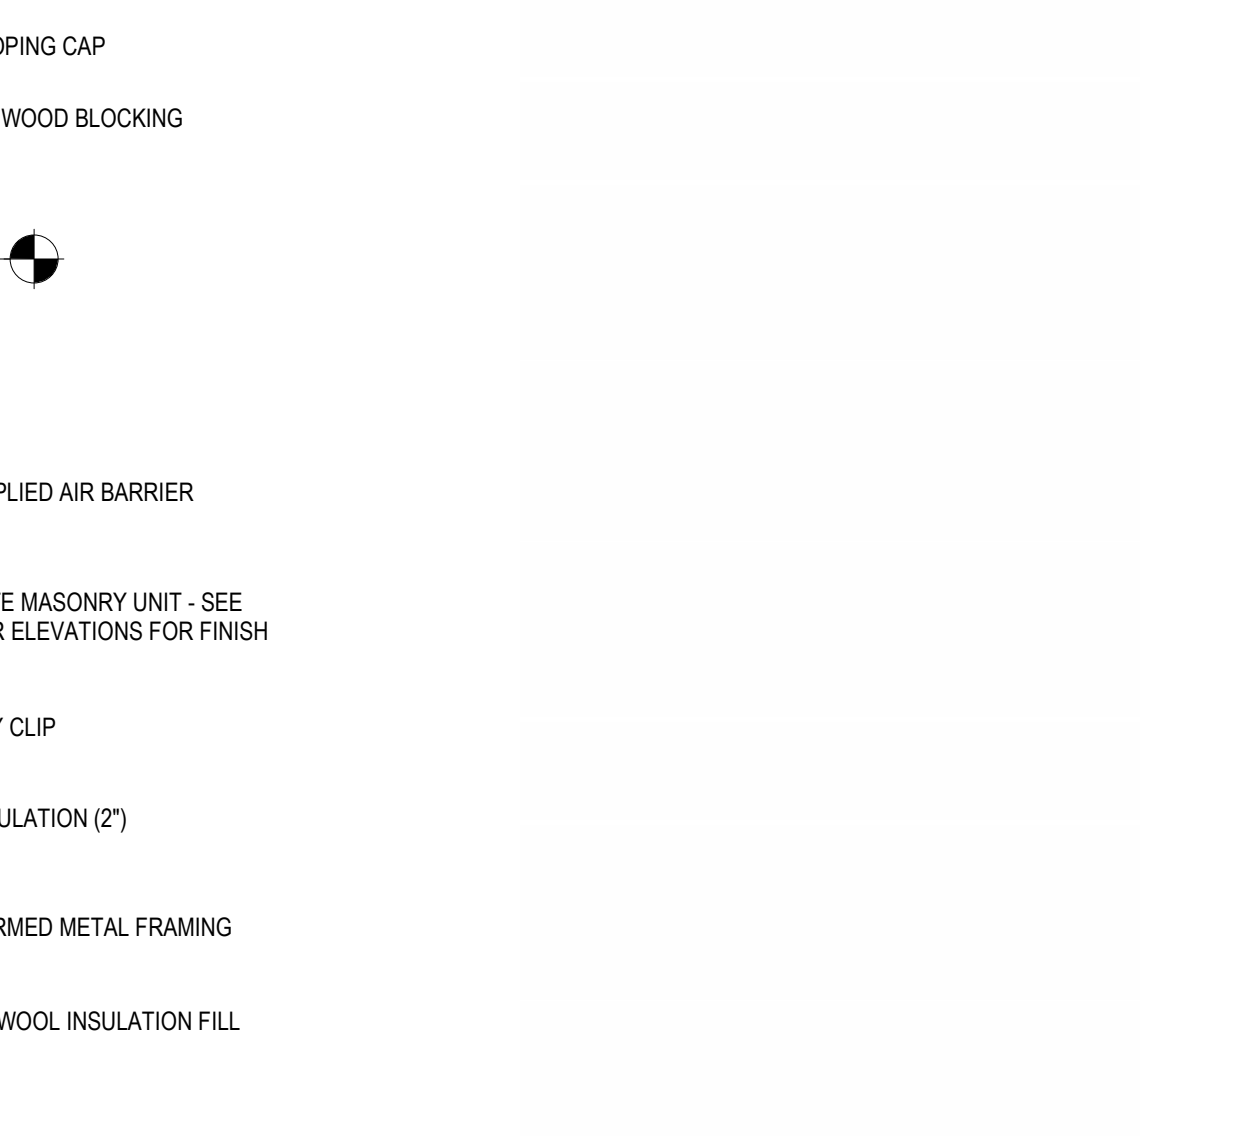 OPING CAP
WOOD BLOCKING
PLIED AIR BARRIER
TE MASONRY UNIT - SEE
R ELEVATIONS FOR FINISH
Y CLIP
ULATION (2")
RMED METAL FRAMING
WOOL INSULATION FILL